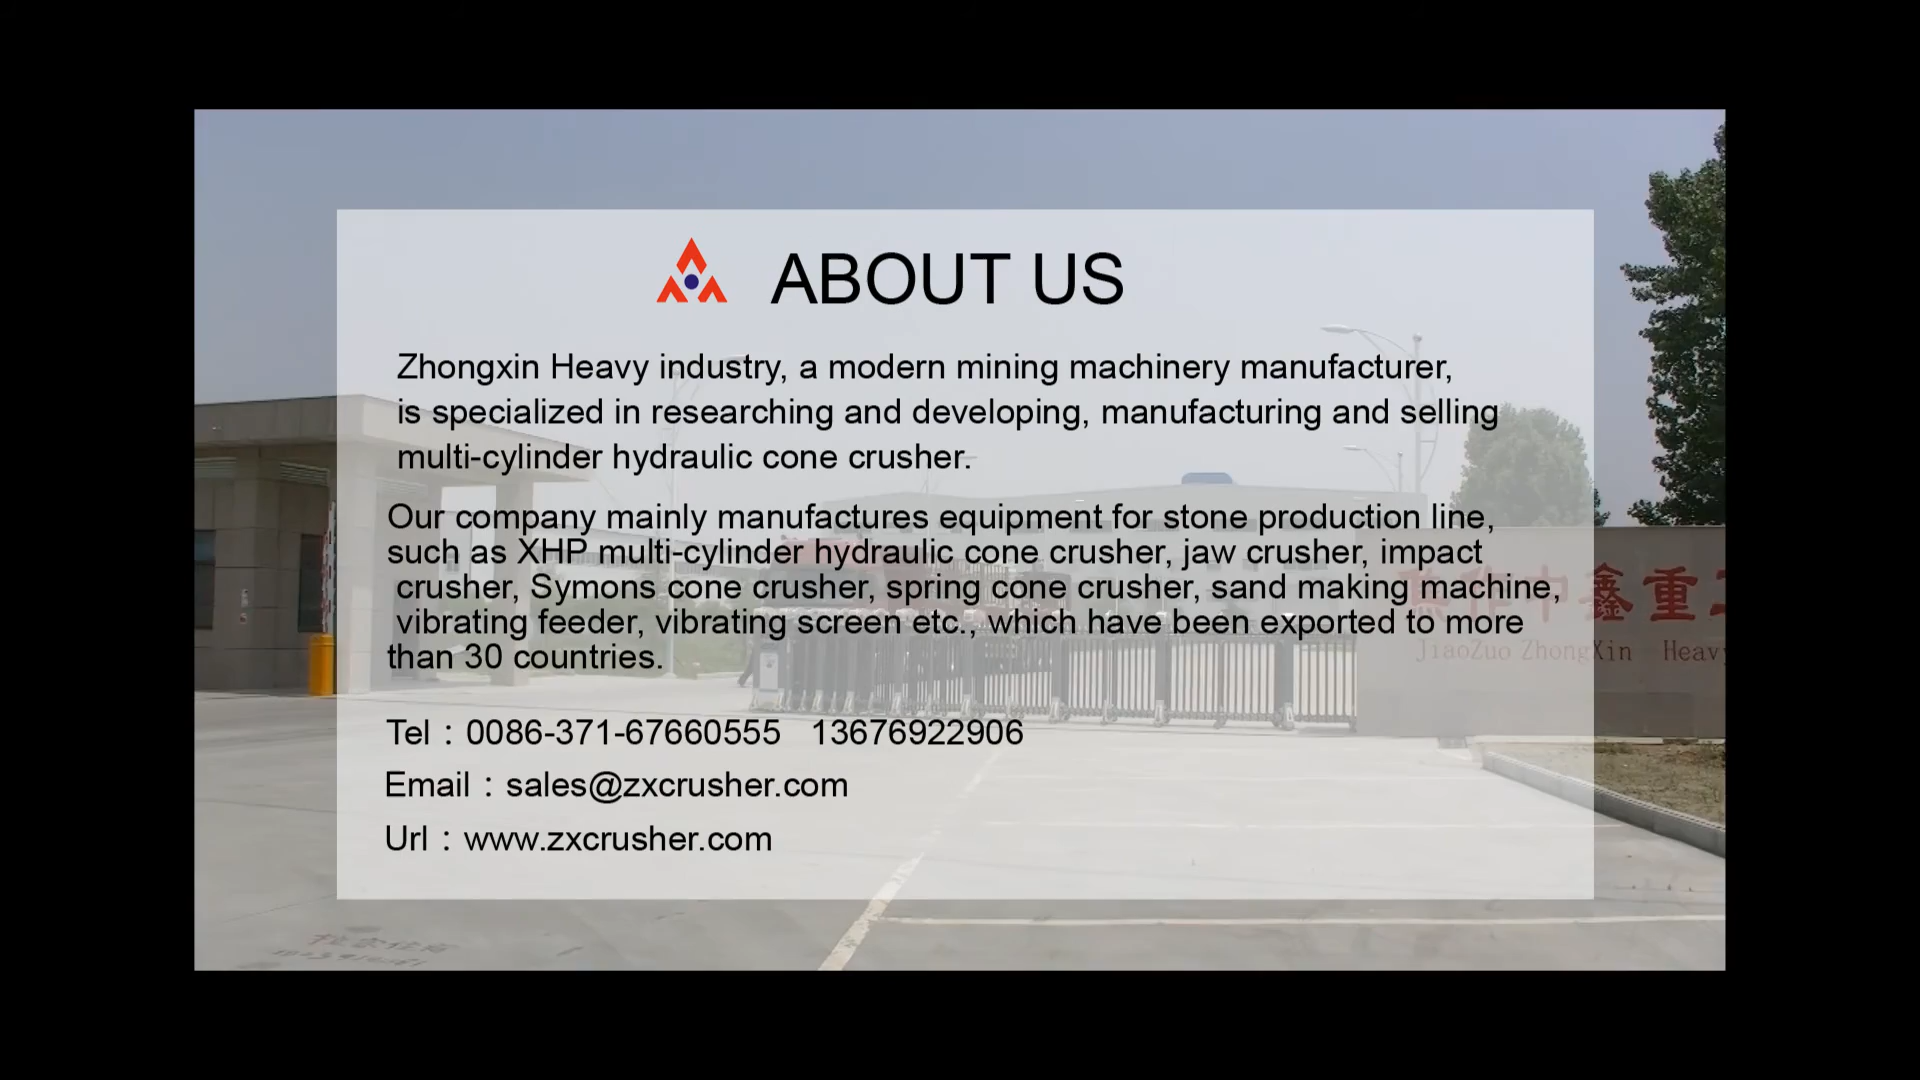 ABOUT US
Zhongxin Heavy industry, a modern mining machinery manufacturer,
is specialized in researching and developing, manufacturing and selling
multi-cylinder hydraulic cone crusher.
Our company mainly manufactures equipment for stone production line,
such as XHP multi-cylinder hydraulic cone crusher, jaw crusher, impact
crusher, Symons cone crusher, spring cone crusher, sand making machine,
vibrating feeder, vibrating screen etc., which have been exported to more
than 30 countries.
Tel：0086-371-67660555 13676922906
Email：sales@zxcrusher.com
Url：www.zxcrusher.com
焦作中鑫重
JiaoZuo ZhongXin Heavy